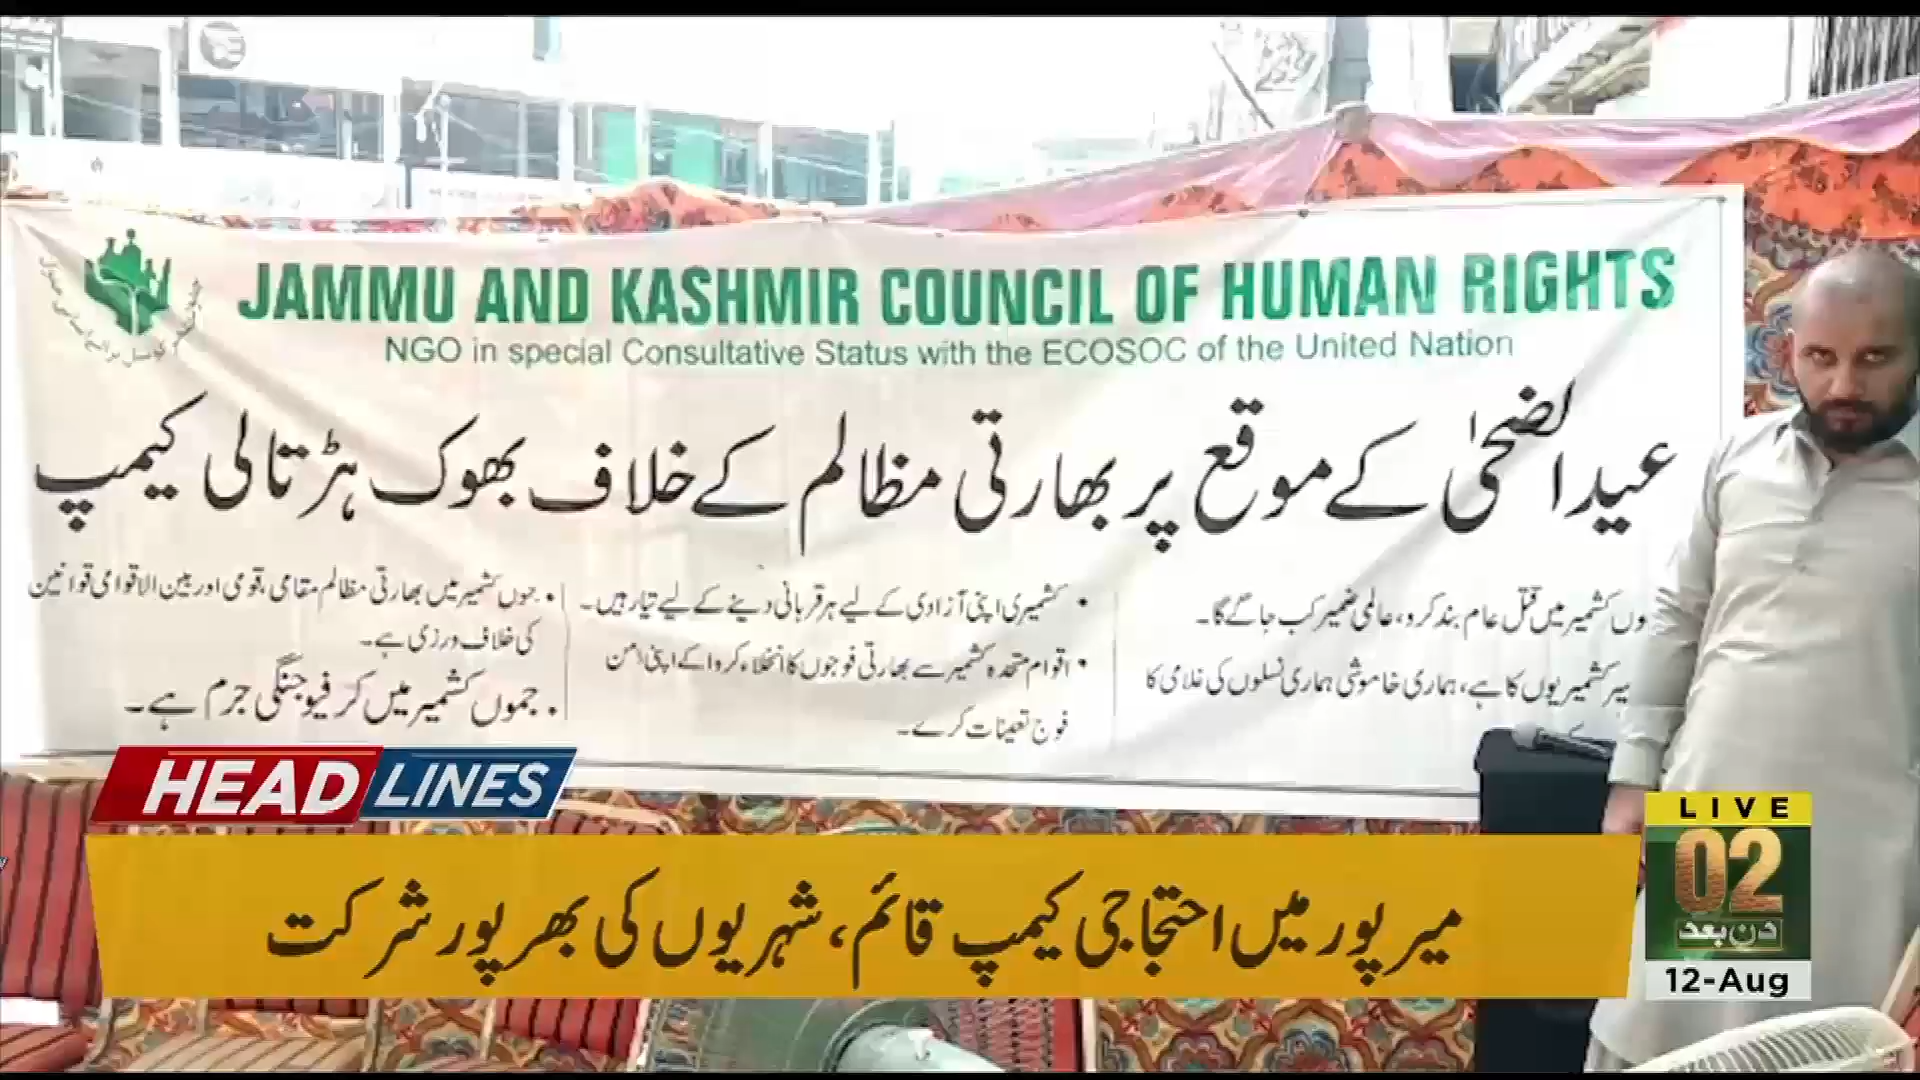 JAMMU AND KASHMIR COUNCIL OF HUMAN RIGHTS
NGO in special Consultative Status with the ECOSOC of the United Nation
عیدالضحیٰ کے موقع پر بھارتی مظالم کے خلاف بھوک ہڑتالی کیمپ
وں کشمیر میں قتل عام بند کرو، عالمی ضمیر کب جاگے گا۔
کشمیریوں کا ہے، ہماری خاموشی ہماری نسلوں کی غلامی کا
• کشمیری اپنی آزادی کے لیے ہر قربانی دینے کے لیے تیار ہیں۔
• اقوام متحدہ کشمیر سے بھارتی فوجوں کا انخلاء کروا کے اپنی امن
فوج تعینات کرے۔
• جموں کشمیر میں بھارتی مظالم مقامی، قومی اور بین الاقوامی قوانین
کی خلاف ورزی ہے۔
• جموں کشمیر میں کرفیو جنگی جرم ہے۔
HEADLINES
میرپور میں احتجاجی کیمپ قائم، شہریوں کی بھرپور شرکت
LIVE
02
دن بعد
12-Aug